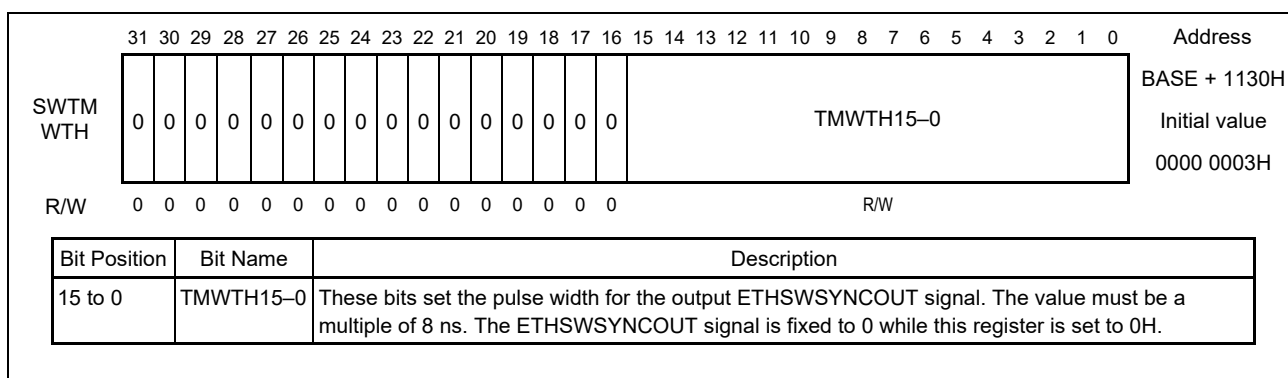 31 30 29 28 27 26 25 24 23 22 21 20 19 18 17 16 15 14 13 12 11 10 9 8 7 6 5 4 3 2 1 0 Address
BASE + 1130H
SWTM
WTH
0 0 0 0 0 0 0 0 0 0 0 0 0 0 0 0 TMWTH15–0
Initial value
0000 0003H
R/W 0 0 0 0 0 0 0 0 0 0 0 0 0 0 0 0 R/W
Bit Position Bit Name Description
15 to 0 TMWTH15–0 These bits set the pulse width for the output ETHSWSYNCOUT signal. The value must be a
multiple of 8 ns. The ETHSWSYNCOUT signal is fixed to 0 while this register is set to 0H.